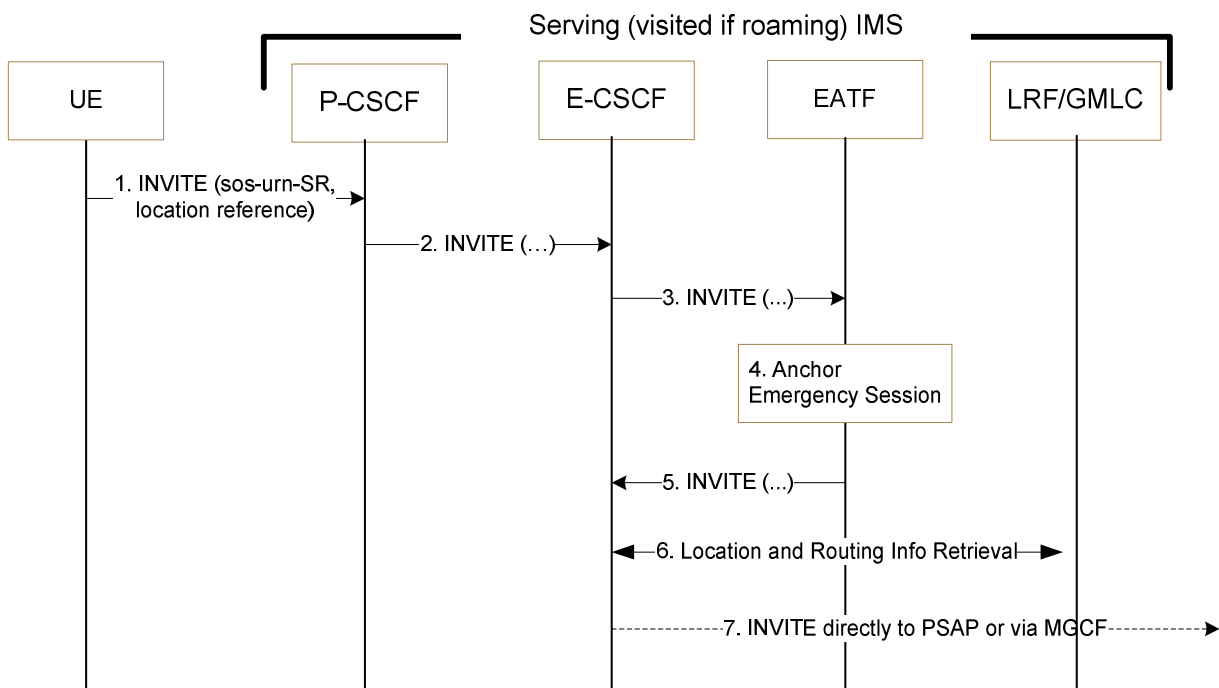 Serving (visited if roaming) IMS
UE
P-CSCF
E-CSCF
EATF
LRF/GMLC
1. INVITE (sos-urn-SR,
location reference)
2. INVITE (…)
3. INVITE (...)
4. Anchor
Emergency Session
5. INVITE (...)
6. Location and Routing Info Retrieval
7. INVITE directly to PSAP or via MGCF